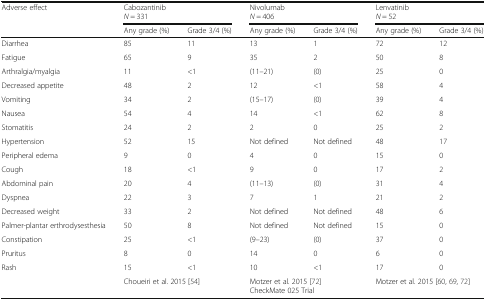 Adverse effect Cabozantinib Nivolumab Lenvatinib
N = 331 N = 406 N = 52
Any grade (%) Grade 3/4 (%) Any grade (%) Grade 3/4 (%) Any grade (%) Grade 3/4 (%)
Diarrhea 85 11 13 1 72 12
Fatigue 65 9 35 2 50 8
Arthralgia/myalgia 11 <1 (11–21) (0) 25 0
Decreased appetite 48 2 12 <1 58 4
Vomiting 34 2 (15–17) (0) 39 4
Nausea 54 4 14 <1 62 8
Stomatitis 24 2 2 0 25 2
Hypertension 52 15 Not defined Not defined 48 17
Peripheral edema 9 0 4 0 15 0
Cough 18 <1 9 0 17 2
Abdominal pain 20 4 (11–13) (0) 31 4
Dyspnea 22 3 7 1 21 2
Decreased weight 33 2 Not defined Not defined 48 6
Palmer-plantar erthrodysesthesia 50 8 Not defined Not defined 15 0
Constipation 25 <1 (9–23) (0) 37 0
Pruritus 8 0 14 0 6 0
Rash 15 <1 10 <1 17 0
Choueiri et al. 2015 [54] Motzer et al. 2015 [72] Motzer et al. 2015 [60, 69, 72]
CheckMate 025 Trial